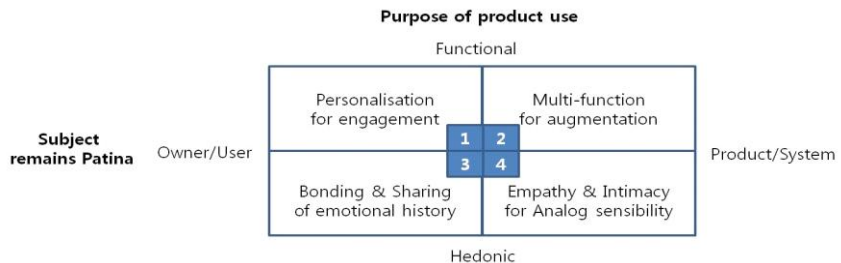 Purpose of product use
Functional
Personalisation
for engagement
Multi-function
for augmentation
1 2
Subject
remains Patina
Owner/User
Product/System
3 4
Bonding & Sharing
of emotional history
Empathy & Intimacy
for Analog sensibility
Hedonic